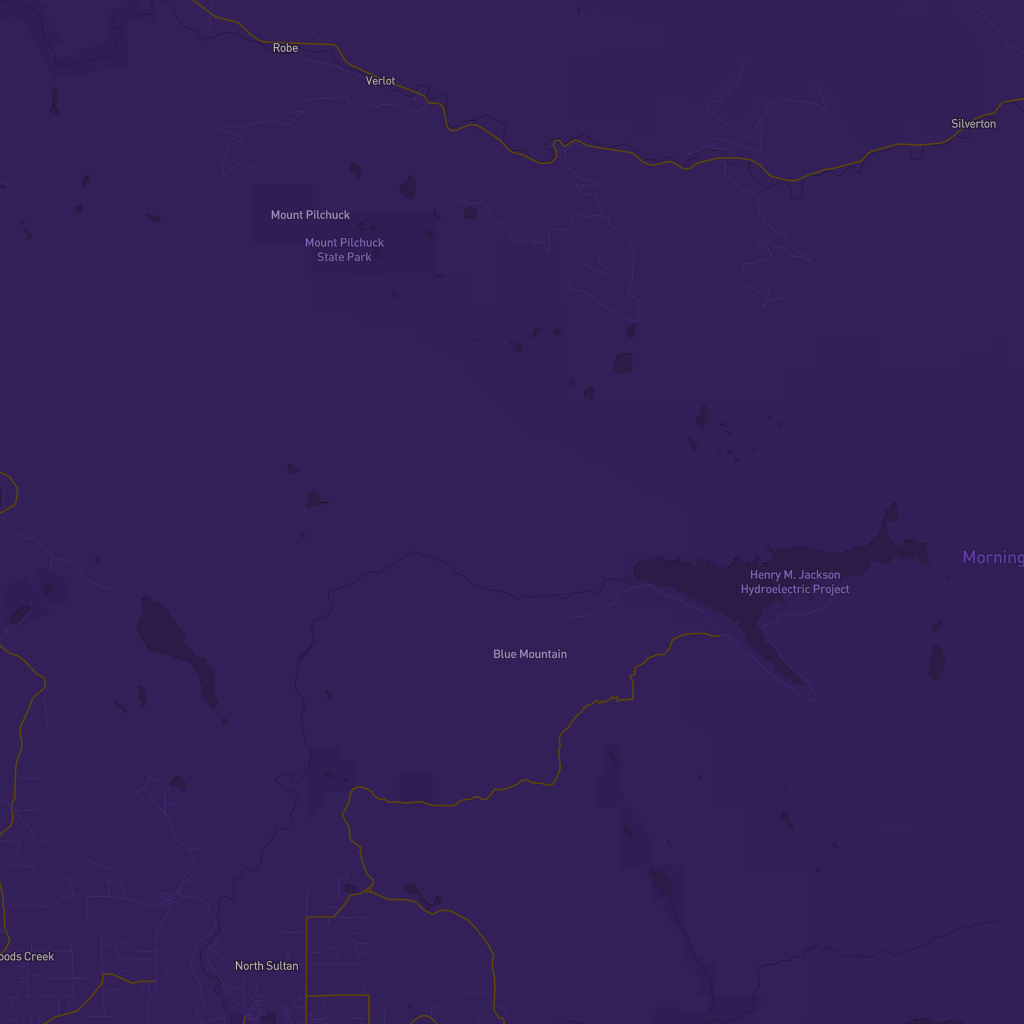 Robe
Verlot
Silverton
Mount Pilchuck
Mount Pilchuck
State Park
Morning
Henry M. Jackson
Hydroelectric Project
Blue Mountain
oods Creek
North Sultan